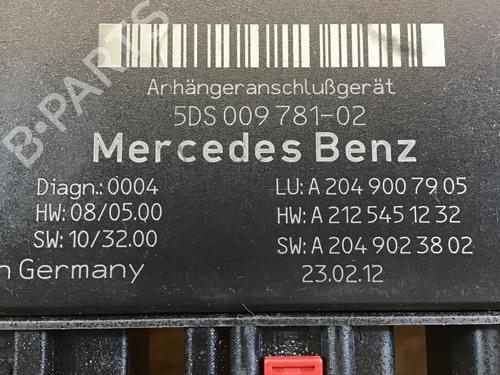 B-PARTS
Arhängeranschlußgerät
5DS 009 781-02
Mercedes Benz
Diagn.: 0004 LU: A 204 900 79 05
HW: 08/05.00 HW: A 212 545 12 32
SW: 10/32.00 SW: A 204 902 38 02
n Germany 23.02.12